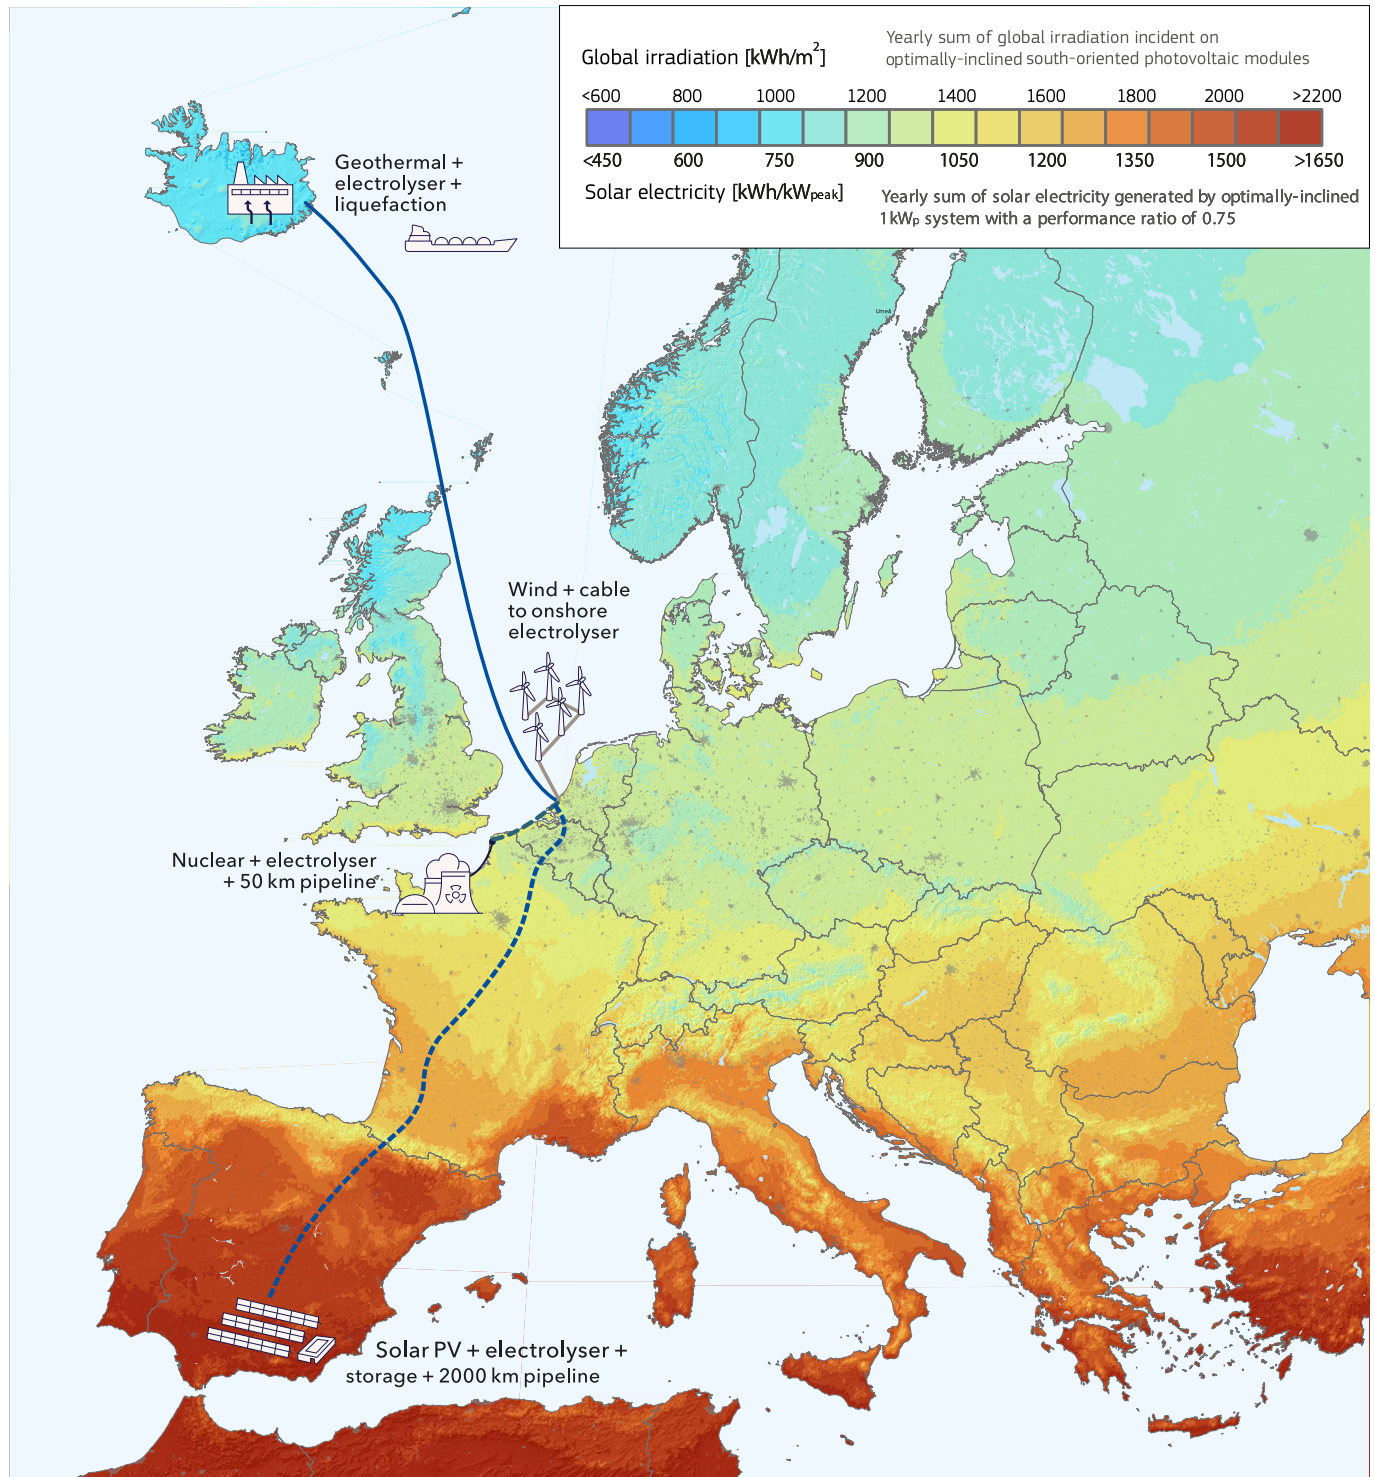 Global irradiation [kWh/m2]
Yearly sum of global irradiation incident on
optimally-inclined south-oriented photovoltaic modules
<600 800 1000 1200 1400 1600 1800 2000 >2200
<450 600 750 900 1050 1200 1350 1500 >1650
Solar electricity [kWh/kWpeak]
Yearly sum of solar electricity generated by optimally-inclined
1kWp system with a performance ratio of 0.75
Geothermal +
electrolyser +
liquefaction
Umeå
Wind + cable
to onshore
electrolyser
Nuclear + electrolyser
+ 50 km pipeline
Solar PV + electrolyser +
storage + 2000 km pipeline